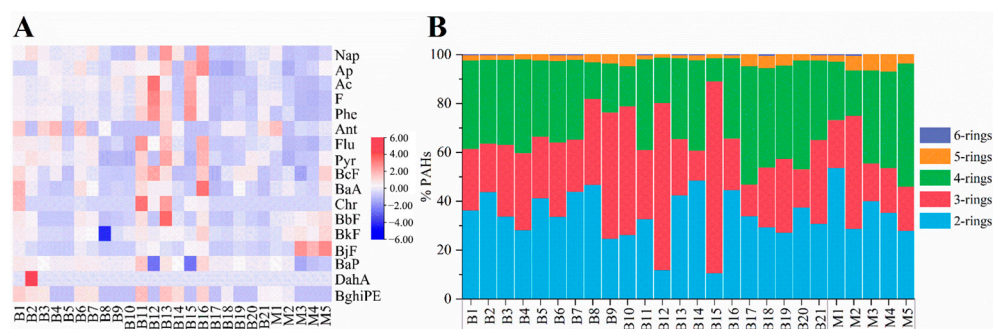 A
Nap
Ap
Ac
F
Phe
Ant
Flu
Pyr
BcF
BaA
Chr
BbF
BkF
BjF
BaP
DahA
BghiPE
6.00
4.00
2.00
0.00
-2.00
-4.00
-6.00
B1
B2
B3
B4
B5
B6
B7
B8
B9
B10
B11
B12
B13
B14
B15
B16
B17
B18
B19
B20
B21
M1
M2
M3
M4
M5
B
% PAHs
100
80
60
40
20
0
B1
B2
B3
B4
B5
B6
B7
B8
B9
B10
B11
B12
B13
B14
B15
B16
B17
B18
B19
B20
B21
M1
M2
M3
M4
M5
6-rings
5-rings
4-rings
3-rings
2-rings